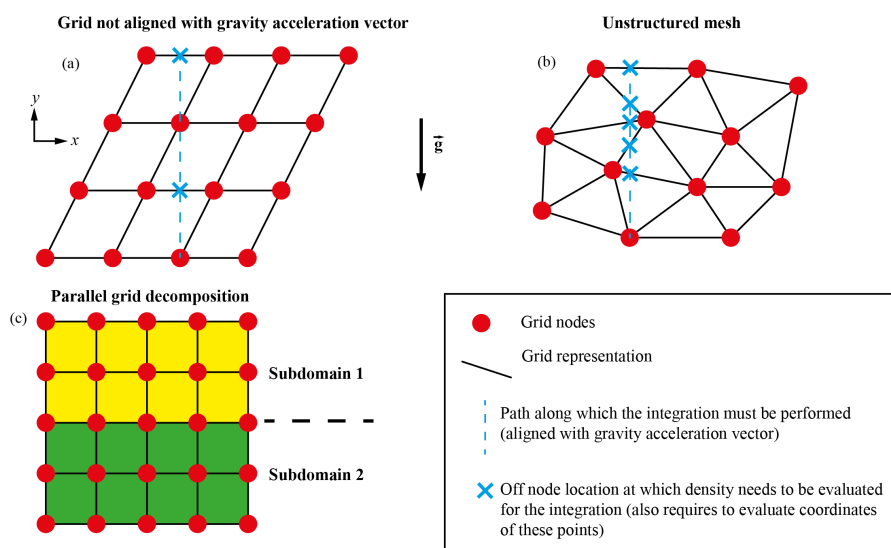 Grid not aligned with gravity acceleration vector
Unstructured mesh
(a)
(b)
y
x
g
Parallel grid decomposition
(c)
Subdomain 1
Subdomain 2
Grid nodes
Grid representation
Path along which the integration must be performed
(aligned with gravity acceleration vector)
Off node location at which density needs to be evaluated
for the integration (also requires to evaluate coordinates
of these points)